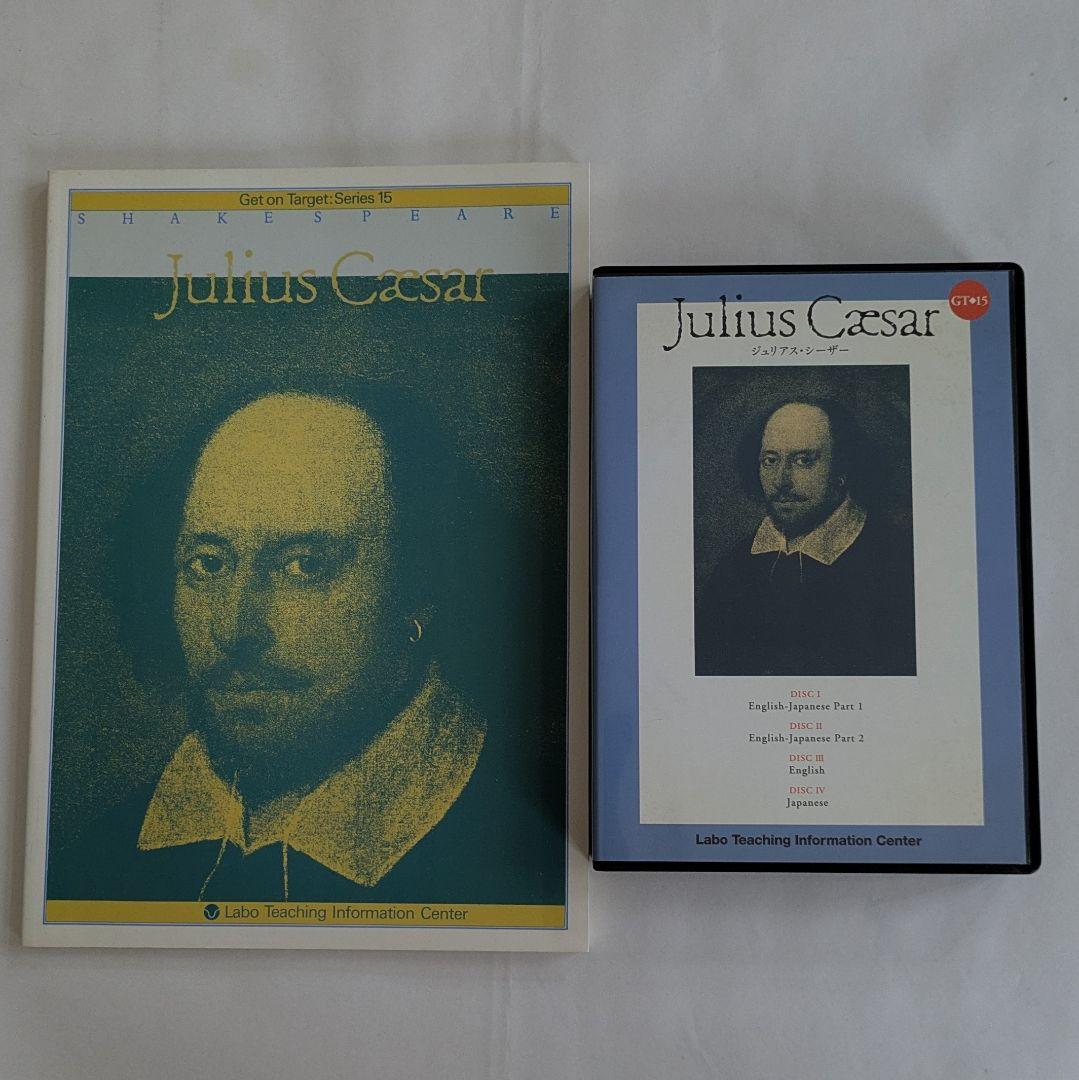 Get on Target: Series 15
SHAKESPEARE
Julius Cæsar
Labo Teaching Information Center
Julius Cæsar
GT◆15
ジュリアス・シーザー
DISC I
English-Japanese Part 1
DISC II
English-Japanese Part 2
DISC III
English
DISC IV
Japanese
Labo Teaching Information Center